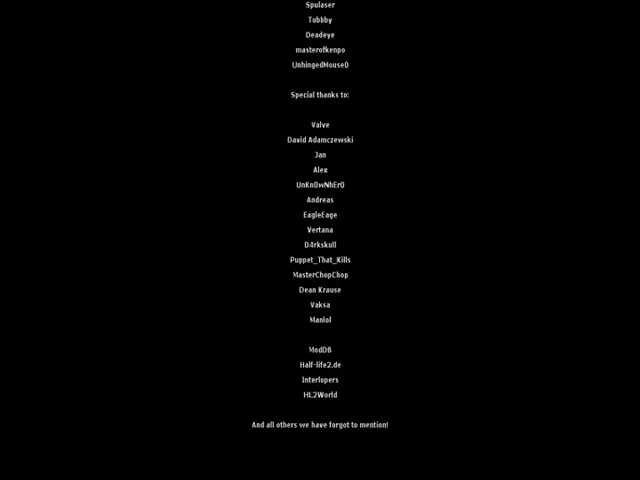 Spulaser
Tubbby
Deadeye
masterofkenpo
UnhingedMouse0
Special thanks to:
Valve
David Adamczewski
Jan
Alex
UnKn0wNhEr0
Andreas
EagleEage
Vertana
D4rkskull
Puppet_That_Kills
MasterChopChop
Dean Krause
Vaksa
Manlol
ModDB
Half-life2.de
Interlopers
HL2World
And all others we have forgot to mention!